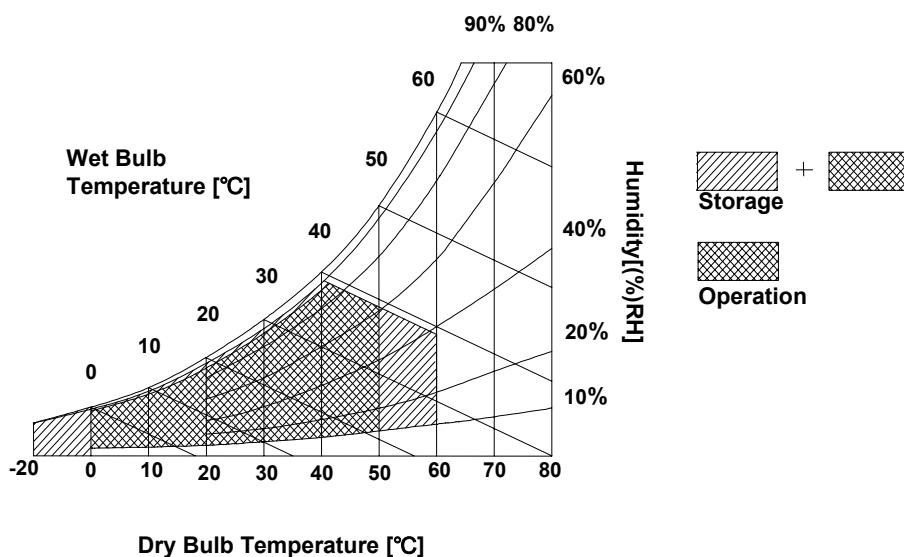 90% 80%
60
60%
Wet Bulb
Temperature [℃]
50
Humidity[(%)RH]
+
Storage
40
40%
30
Operation
20
20%
10
0
10%
-20 0 10 20 30 40 50 60 70 80
Dry Bulb Temperature [℃]